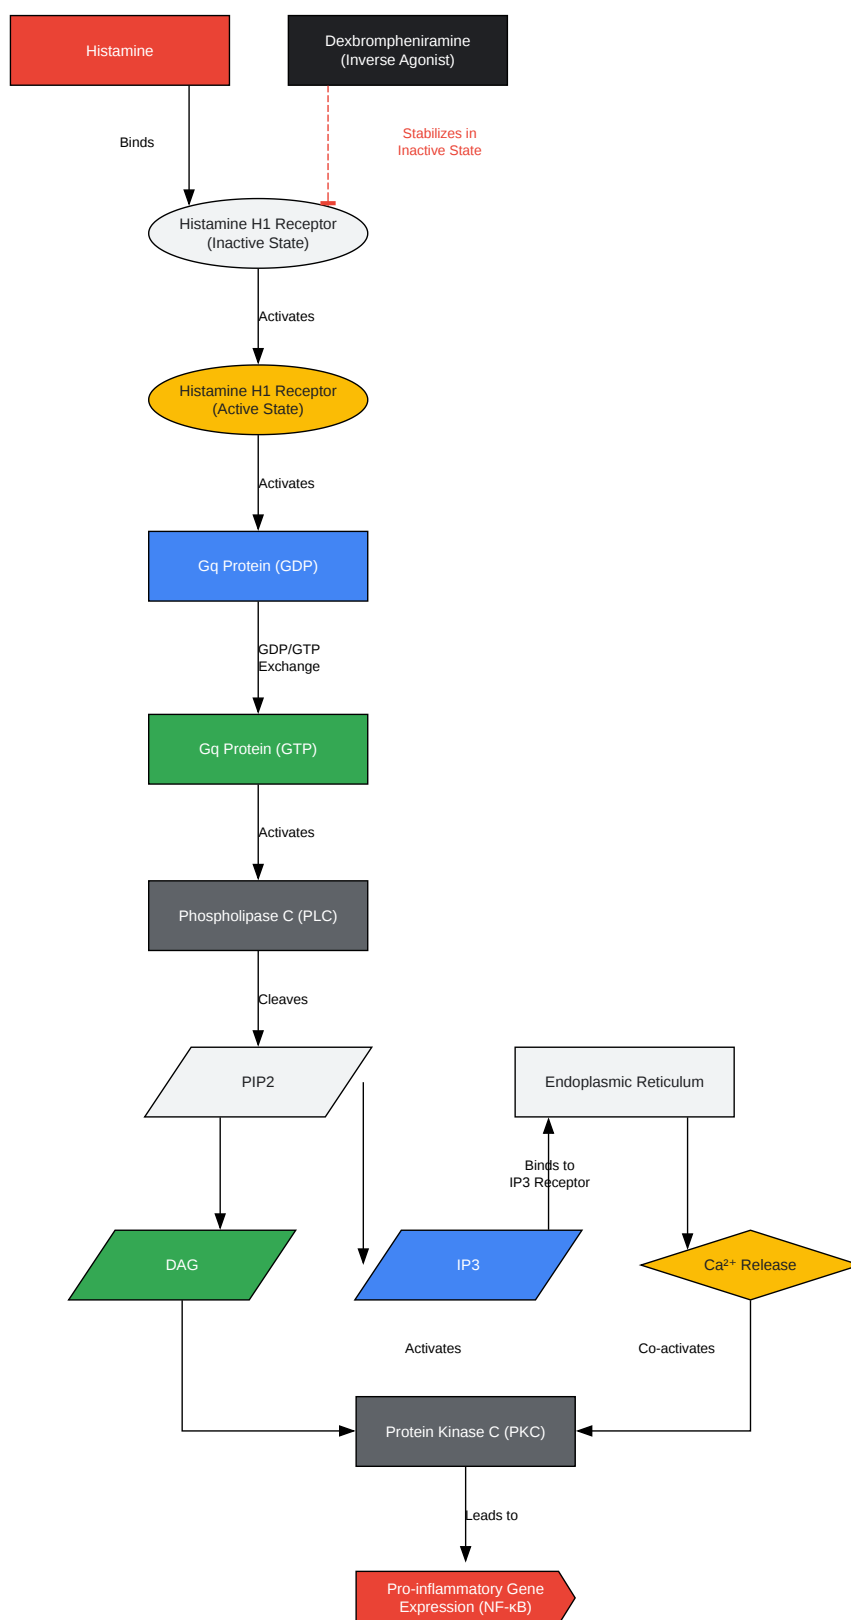 Histamine
Dexbrompheniramine
(Inverse Agonist)
Binds
Stabilizes in
Inactive State
Histamine H1 Receptor
(Inactive State)
Activates
Histamine H1 Receptor
(Active State)
Activates
Gq Protein (GDP)
GDP/GTP
Exchange
Gq Protein (GTP)
Activates
Phospholipase C (PLC)
Cleaves
PIP2
Endoplasmic Reticulum
Binds to
IP3 Receptor
DAG
IP3
Ca²⁺ Release
Activates
Co-activates
Protein Kinase C (PKC)
Leads to
Pro-inflammatory Gene
Expression (NF-κB)